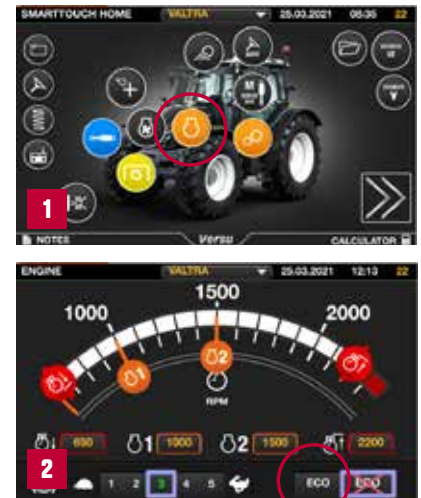 SMARTTOUCH HOME VALTRA 25.03.2021 08:35 22
M
1
NOTES Versu CALCULATOR
ENGINE VALTRA 25.03.2021 12:13 22
1500
1000 2000
1 2
RPM
650 1 1000 2 1500 2200
2 1 2 3 4 5 ECO ECO